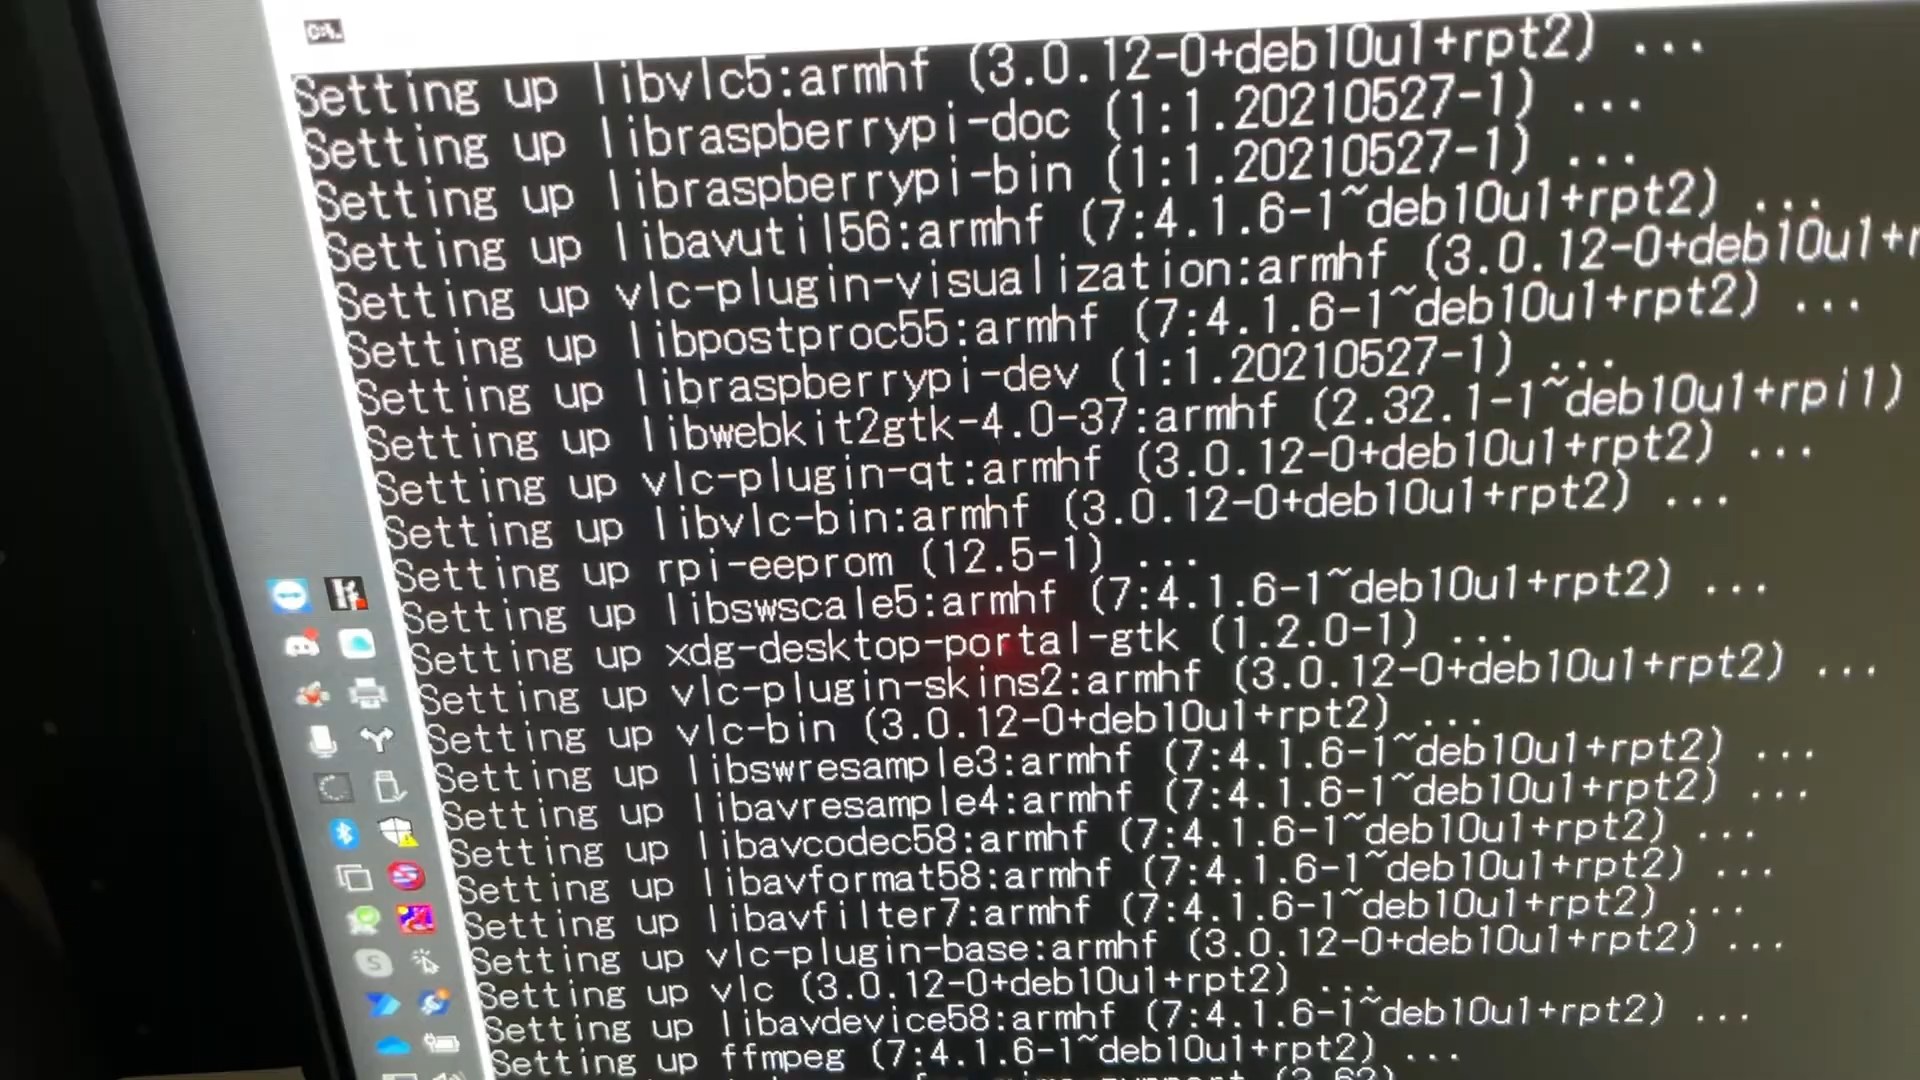 C:\.
Setting up libvlc5:armhf (3.0.12-0+deb10u1+rpt2) ...
Setting up libraspberrypi-doc (1:1.20210527-1) ...
Setting up libraspberrypi-bin (1:1.20210527-1) ...
Setting up libavutil56:armhf (7:4.1.6-1~deb10u1+rpt2) ...
Setting up vlc-plugin-visualization:armhf (3.0.12-0+deb10u1+r
Setting up libpostproc55:armhf (7:4.1.6-1~deb10u1+rpt2) ...
Setting up libraspberrypi-dev (1:1.20210527-1) ...
Setting up libwebkit2gtk-4.0-37:armhf (2.32.1-1~deb10u1+rpi1)
Setting up vlc-plugin-qt:armhf (3.0.12-0+deb10u1+rpt2) ...
Setting up libvlc-bin:armhf (3.0.12-0+deb10u1+rpt2) ...
Setting up rpi-eeprom (12.5-1) ...
Setting up libswscale5:armhf (7:4.1.6-1~deb10u1+rpt2) ...
Setting up xdg-desktop-portal-gtk (1.2.0-1) ...
Setting up vlc-plugin-skins2:armhf (3.0.12-0+deb10u1+rpt2) ...
Setting up vlc-bin (3.0.12-0+deb10u1+rpt2) ...
Setting up libswresample3:armhf (7:4.1.6-1~deb10u1+rpt2) ...
Setting up libavresample4:armhf (7:4.1.6-1~deb10u1+rpt2) ...
Setting up libavcodec58:armhf (7:4.1.6-1~deb10u1+rpt2) ...
Setting up libavformat58:armhf (7:4.1.6-1~deb10u1+rpt2) ...
Setting up libavfilter7:armhf (7:4.1.6-1~deb10u1+rpt2) ...
Setting up vlc-plugin-base:armhf (3.0.12-0+deb10u1+rpt2) ...
Setting up vlc (3.0.12-0+deb10u1+rpt2) ...
Setting up libavdevice58:armhf (7:4.1.6-1~deb10u1+rpt2) ...
Setting up ffmpeg (7:4.1.6-1~deb10u1+rpt2) ...